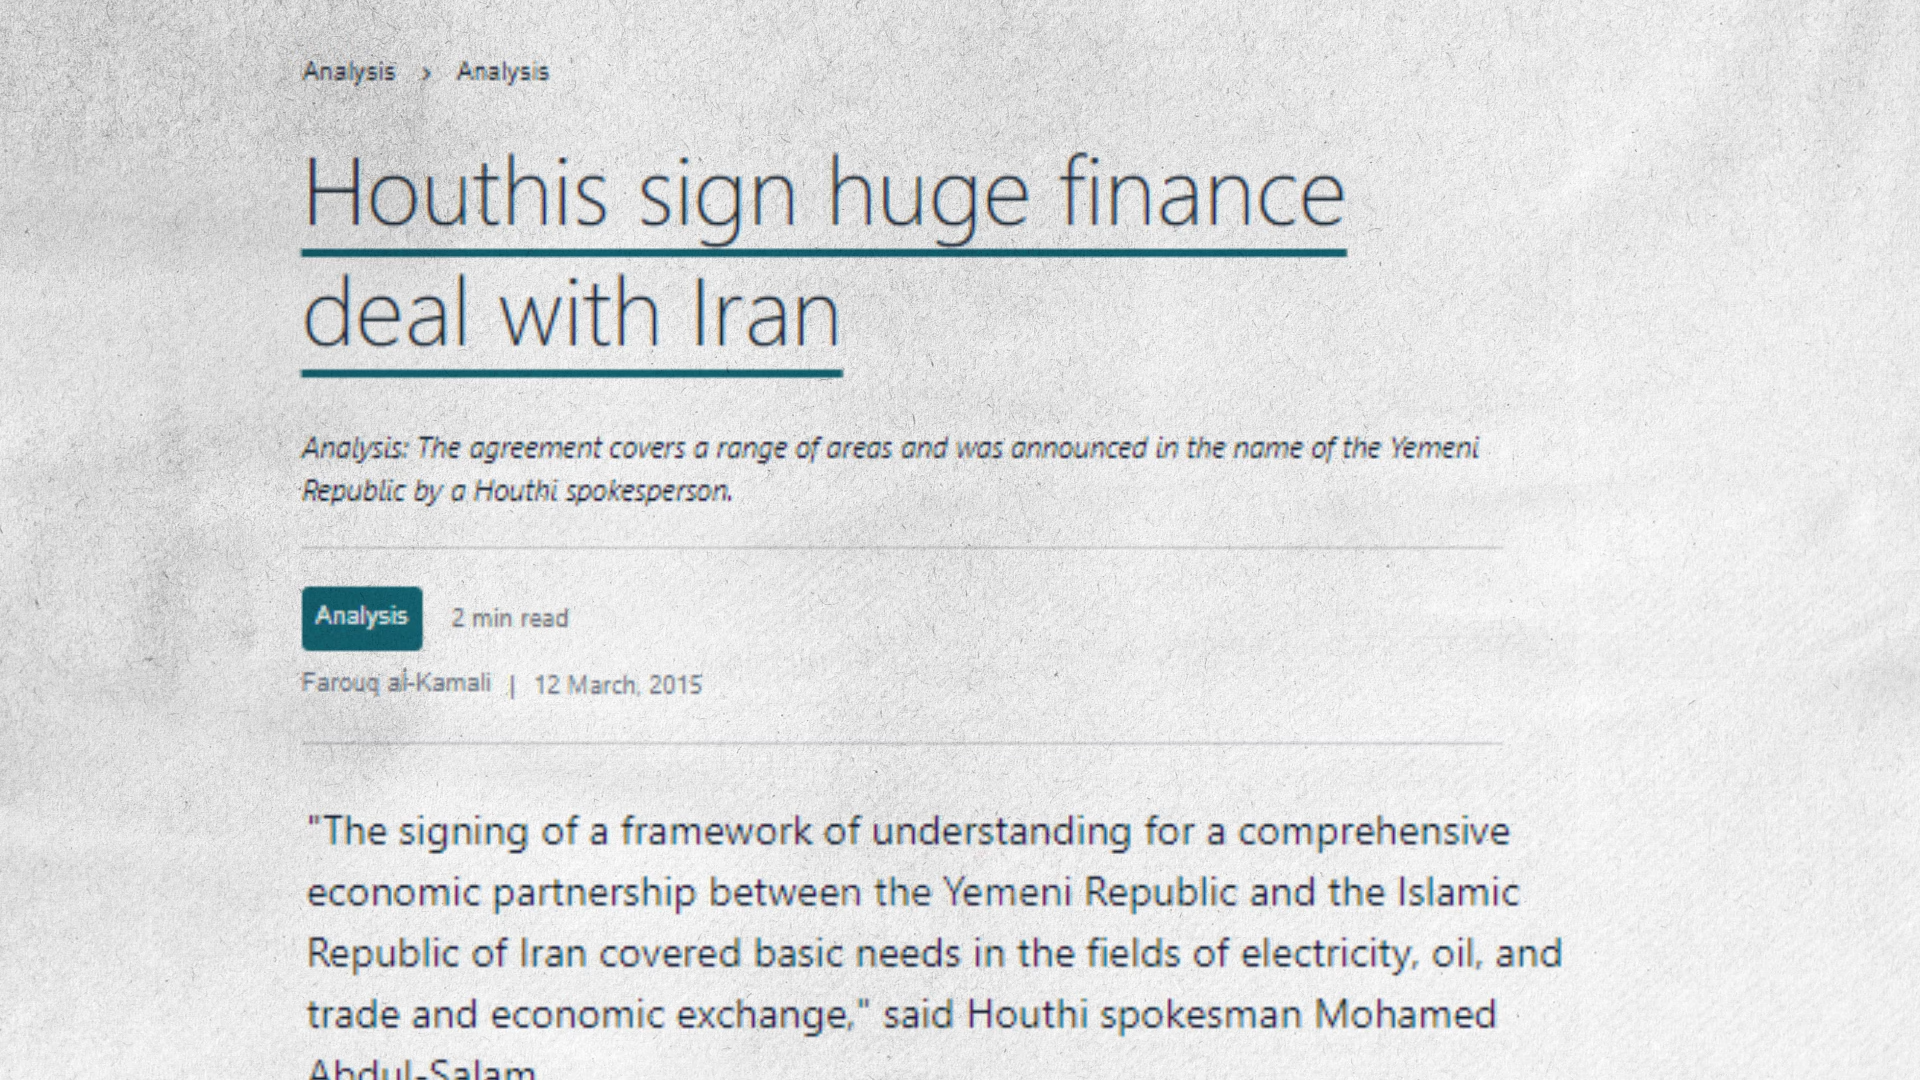 Analysis › Analysis
Houthis sign huge finance
deal with Iran
Analysis: The agreement covers a range of areas and was announced in the name of the Yemeni
Republic by a Houthi spokesperson.
Analysis 2 min read
Farouq al-Kamali | 12 March, 2015
"The signing of a framework of understanding for a comprehensive
economic partnership between the Yemeni Republic and the Islamic
Republic of Iran covered basic needs in the fields of electricity, oil, and
trade and economic exchange," said Houthi spokesman Mohamed
Abdul-Salam